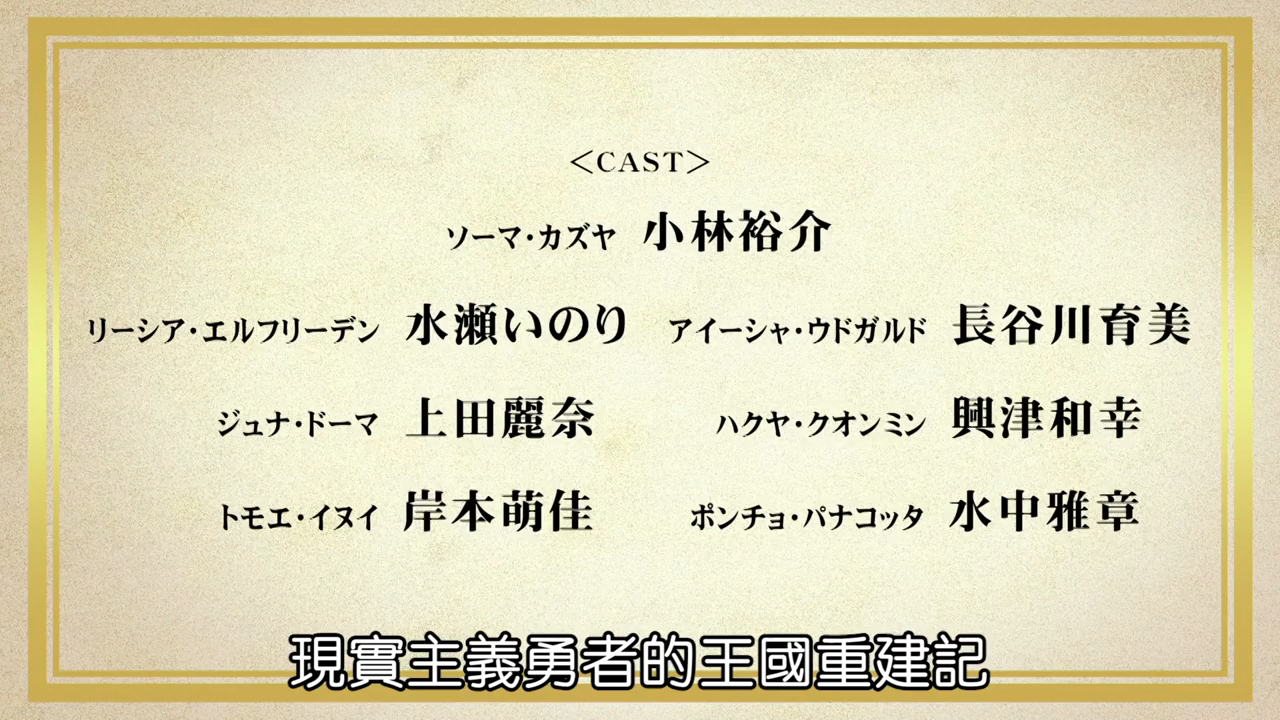 <CAST>
ソーマ・カズヤ 小林裕介
リーシア・エルフリーデン 水瀬いのり アイーシャ・ウドガルド 長谷川育美
ジュナ・ドーマ 上田麗奈 ハクヤ・クオンミン 興津和幸
トモエ・イヌイ 岸本萌佳 ポンチョ・パナコッタ 水中雅章
現實主義勇者的王國重建記